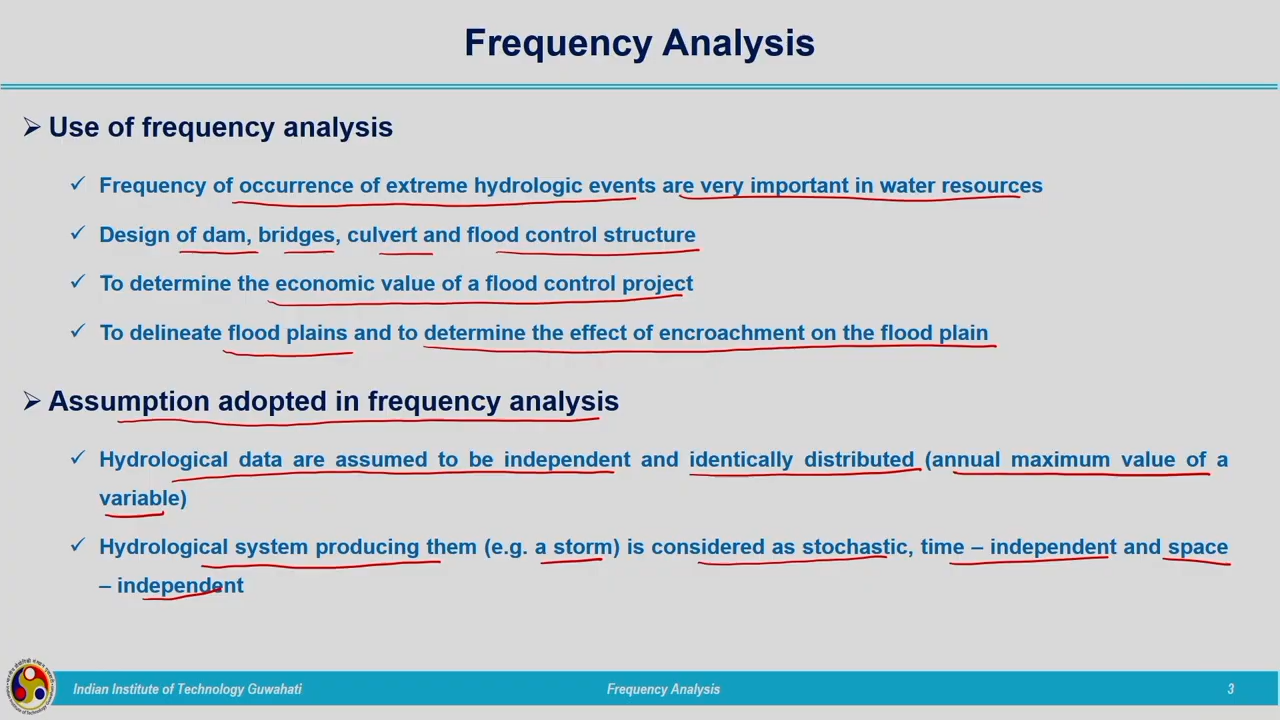 Frequency Analysis
Use of frequency analysis
Frequency of occurrence of extreme hydrologic events are very important in water resources
Design of dam, bridges, culvert and flood control structure
To determine the economic value of a flood control project
To delineate flood plains and to determine the effect of encroachment on the flood plain
Assumption adopted in frequency analysis
Hydrological data are assumed to be independent and identically distributed (annual maximum value of a
variable)
Hydrological system producing them (e.g. a storm) is considered as stochastic, time – independent and space
– independent
Indian Institute of Technology Guwahati
Frequency Analysis
3